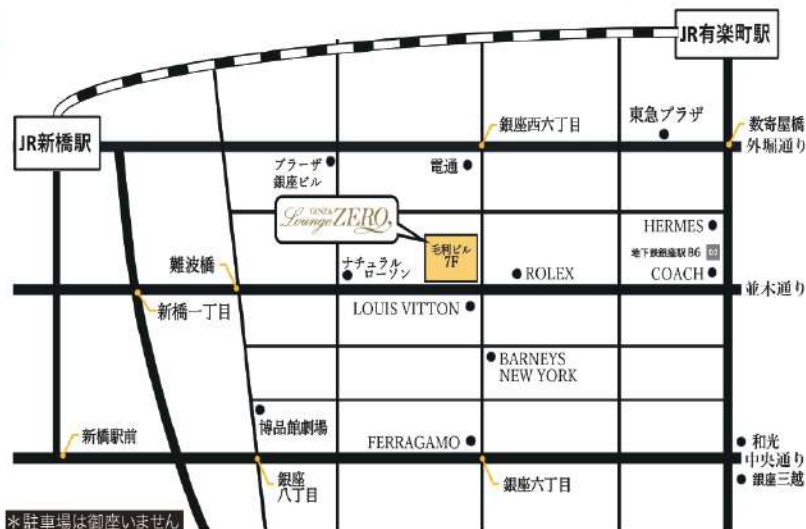 JR有楽町駅
JR新橋駅
東急プラザ
数寄屋橋
外堀通り
銀座西六丁目
ブラーザ
銀座ビル
電通
GINZA
Lounge ZERO
毛利ビル
7F
HERMES
地下鉄銀座駅 B6
COACH
難波橋
ナチュラル
ローソン
ROLEX
並木通り
新橋一丁目
LOUIS VITTON
BARNEYS
NEW YORK
博品館劇場
新橋駅前
FERRAGAMO
和光
中央通り
銀座三越
銀座
八丁目
銀座六丁目
＊駐車場は御座いません